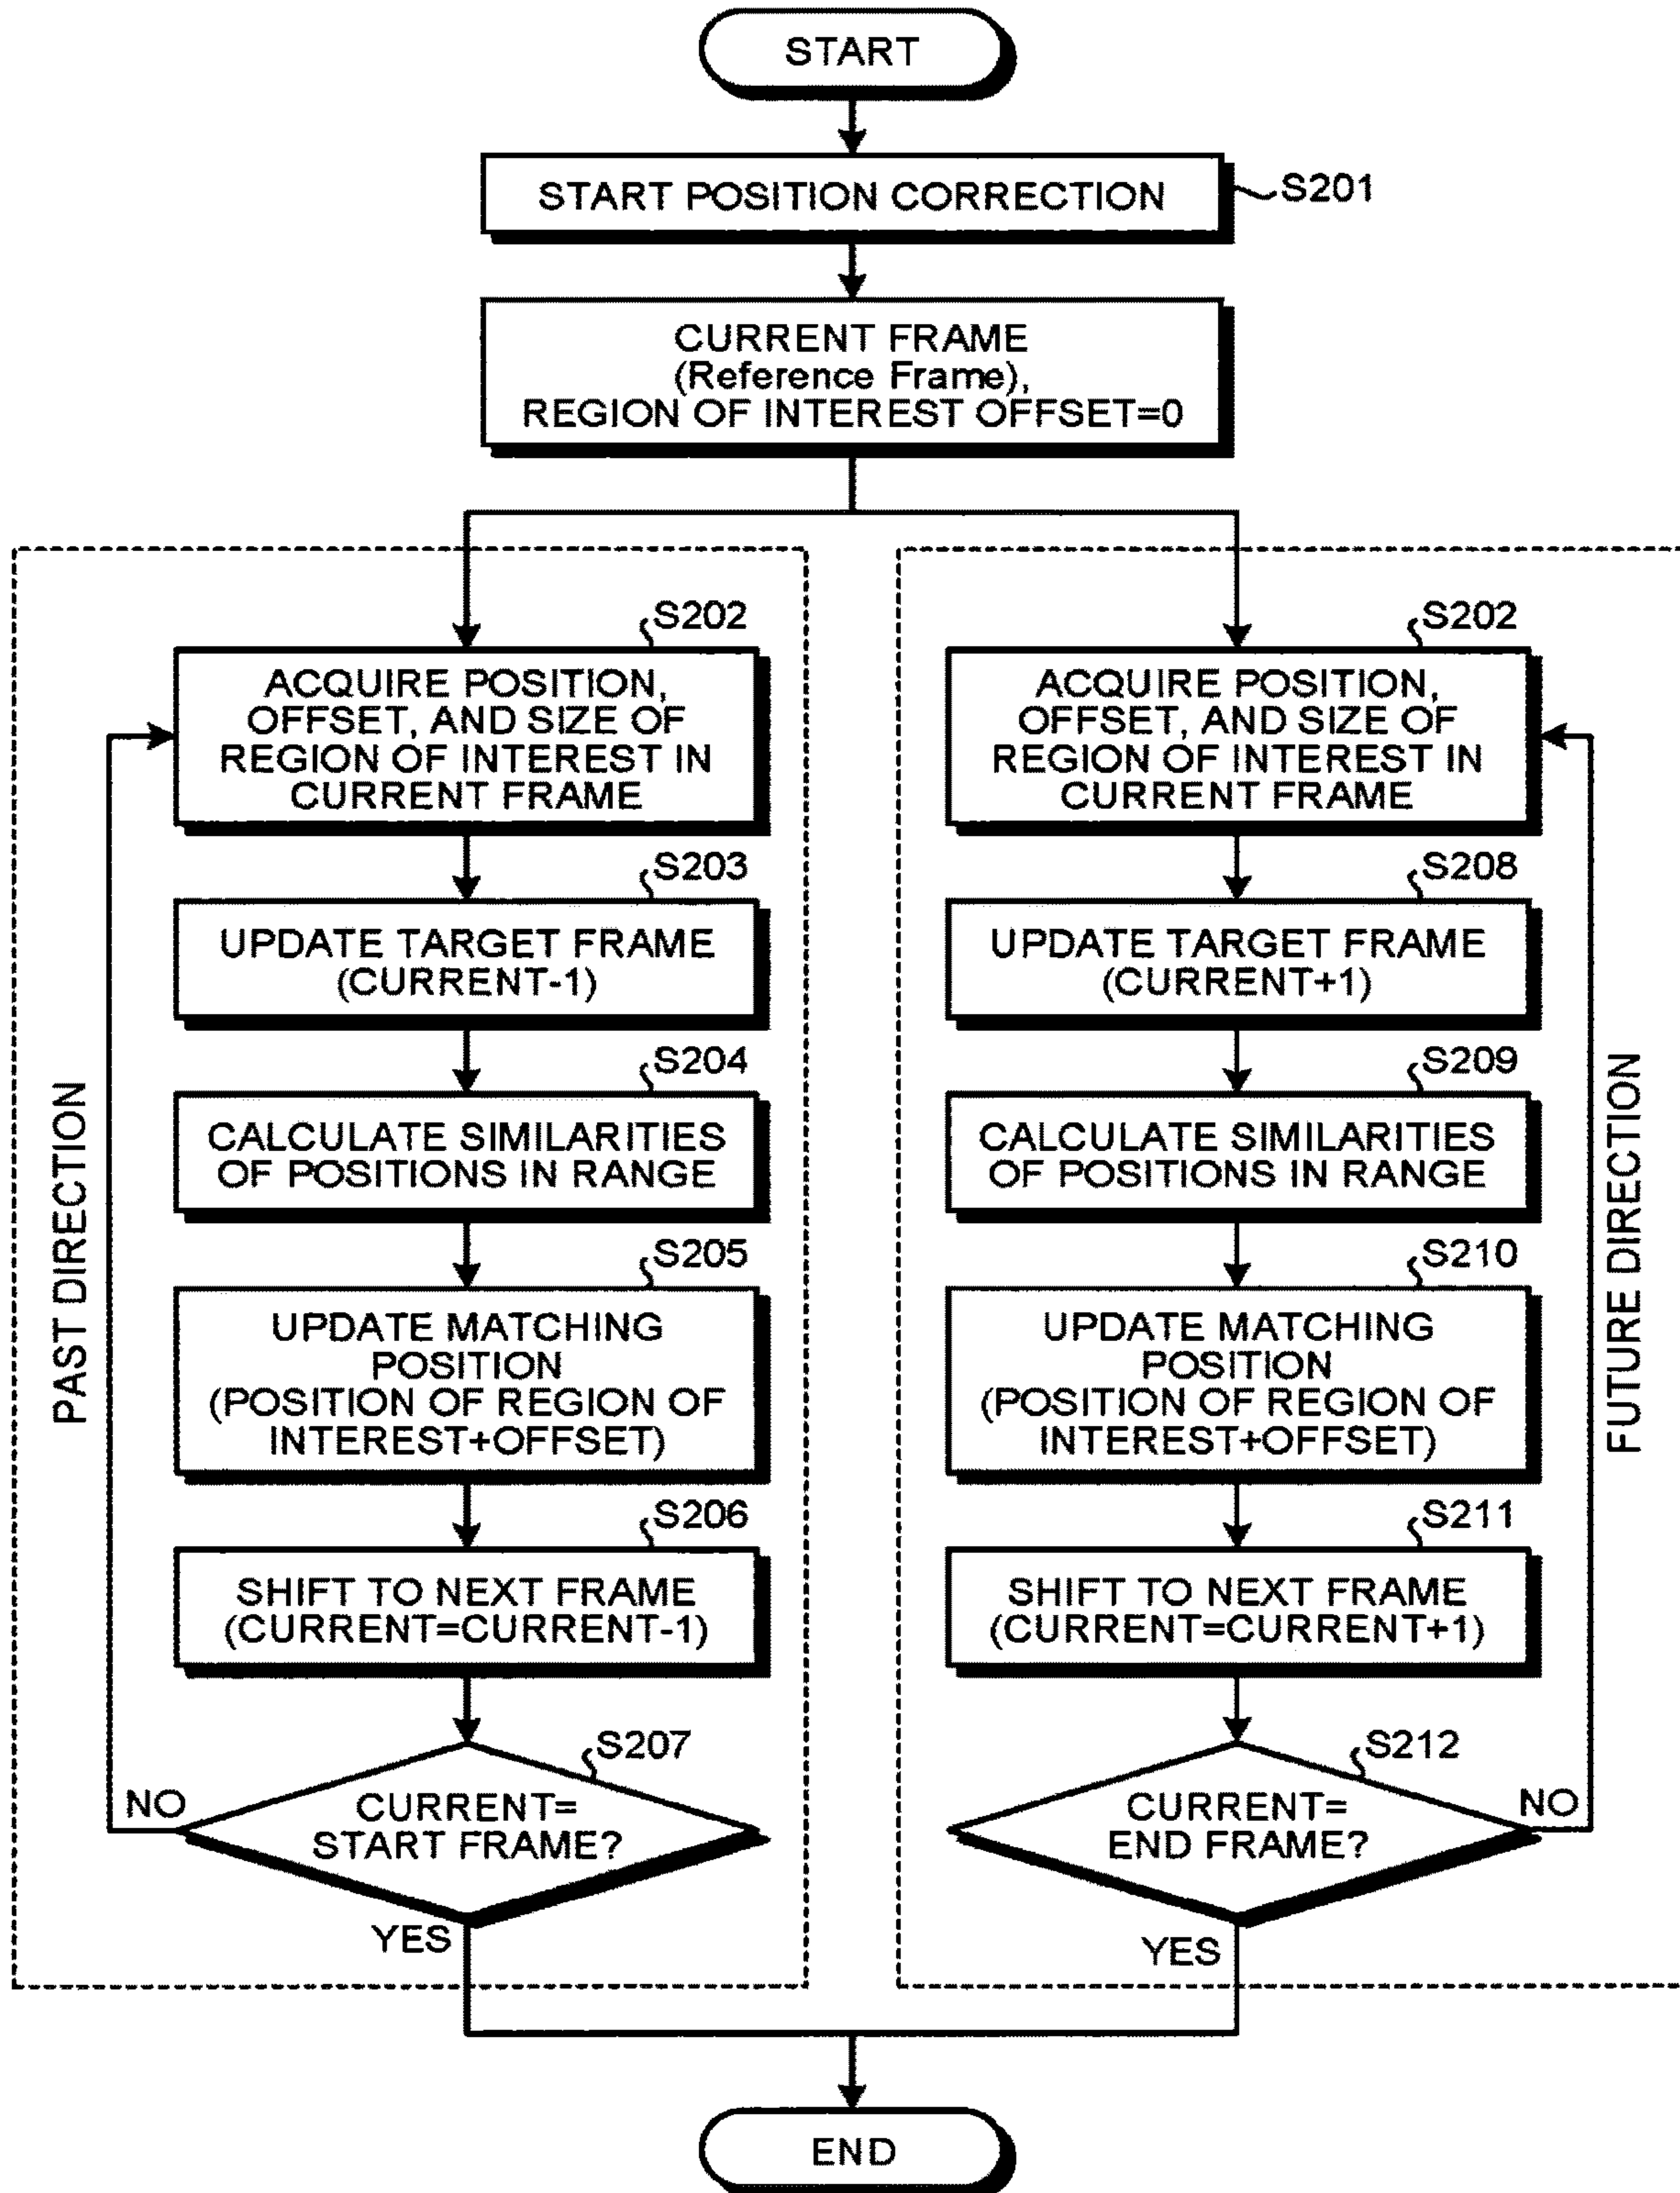 START
START POSITION CORRECTION
S201
CURRENT FRAME
(Reference Frame),
REGION OF INTEREST OFFSET=0
PAST DIRECTION
S202
ACQUIRE POSITION,
OFFSET, AND SIZE OF
REGION OF INTEREST IN
CURRENT FRAME
S203
UPDATE TARGET FRAME
(CURRENT-1)
S204
CALCULATE SIMILARITIES
OF POSITIONS IN RANGE
S205
UPDATE MATCHING
POSITION
(POSITION OF REGION OF
INTEREST+OFFSET)
S206
SHIFT TO NEXT FRAME
(CURRENT=CURRENT-1)
S207
CURRENT=
START FRAME?
NO
YES
FUTURE DIRECTION
S202
ACQUIRE POSITION,
OFFSET, AND SIZE OF
REGION OF INTEREST IN
CURRENT FRAME
S208
UPDATE TARGET FRAME
(CURRENT+1)
S209
CALCULATE SIMILARITIES
OF POSITIONS IN RANGE
S210
UPDATE MATCHING
POSITION
(POSITION OF REGION OF
INTEREST+OFFSET)
S211
SHIFT TO NEXT FRAME
(CURRENT=CURRENT+1)
S212
CURRENT=
END FRAME?
NO
YES
END